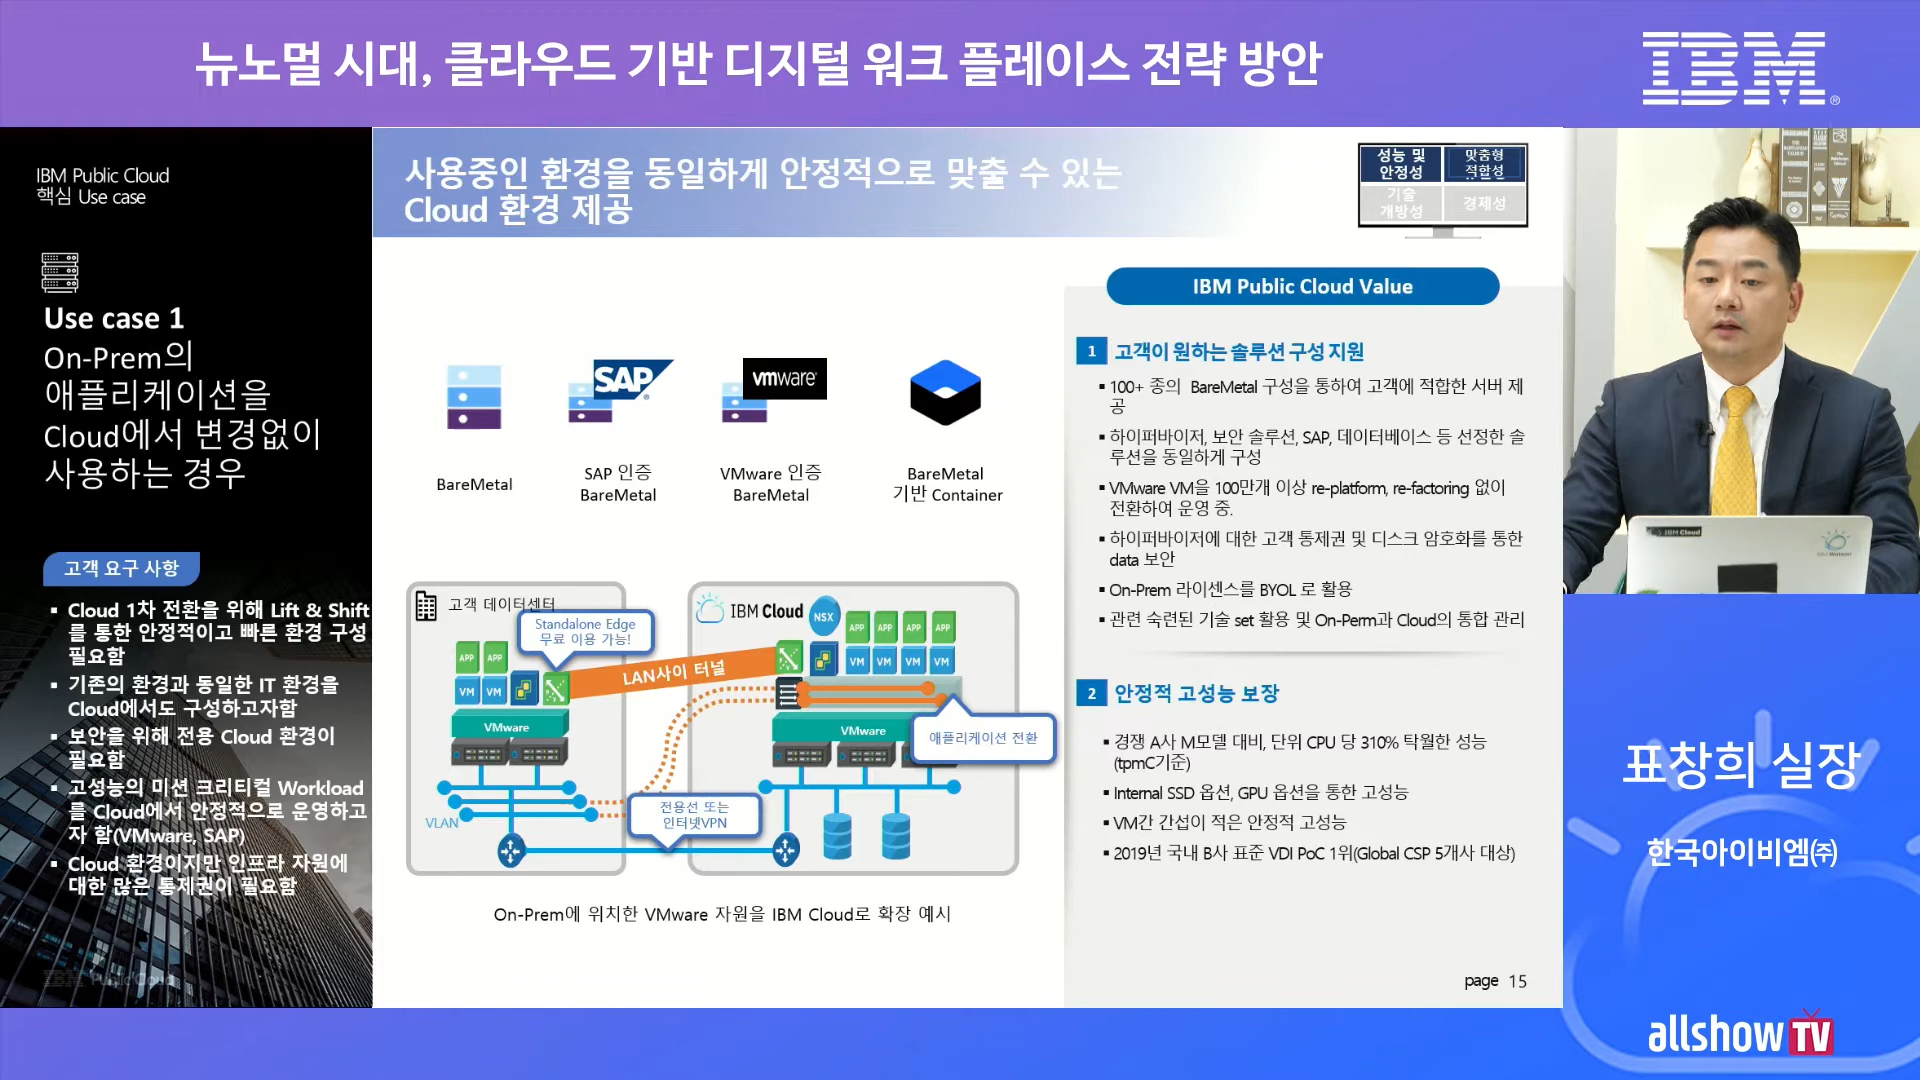 뉴노멀 시대, 클라우드 기반 디지털 워크 플레이스 전략 방안
IBM®
IBM Public Cloud
핵심 Use case
Use case 1
On-Prem의
애플리케이션을
Cloud에서 변경없이
사용하는 경우
고객 요구 사항
▪ Cloud 1차 전환을 위해 Lift & Shift
를 통한 안정적이고 빠른 환경 구성
필요함
▪ 기존의 환경과 동일한 IT 환경을
Cloud에서도 구성하고자함
▪ 보안을 위해 전용 Cloud 환경이
필요함
▪ 고성능의 미션 크리티컬 Workload
를 Cloud에서 안정적으로 운영하고
자 함(VMware, SAP)
▪ Cloud 환경이지만 인프라 자원에
대한 많은 통제권이 필요함
IBM Public Cloud
사용중인 환경을 동일하게 안정적으로 맞출 수 있는
Cloud 환경 제공
성능 및
안정성
맞춤형
적합성
기술
개방성
경제성
SAP®
vmware®
BareMetal
SAP 인증
BareMetal
VMware 인증
BareMetal
BareMetal
기반 Container
고객 데이터센터
Standalone Edge
무료 이용 가능!
APP APP
VM VM
VMware
VLAN
LAN사이 터널
전용선 또는
인터넷VPN
IBM Cloud
NSX
APP APP APP APP
VM VM VM VM
VMware
애플리케이션 전환
On-Prem에 위치한 VMware 자원을 IBM Cloud로 확장 예시
IBM Public Cloud Value
1 고객이 원하는 솔루션 구성 지원
▪ 100+ 종의 BareMetal 구성을 통하여 고객에 적합한 서버 제
공
▪ 하이퍼바이저, 보안 솔루션, SAP, 데이터베이스 등 선정한 솔
루션을 동일하게 구성
▪ VMware VM을 100만개 이상 re-platform, re-factoring 없이
전환하여 운영 중.
▪ 하이퍼바이저에 대한 고객 통제권 및 디스크 암호화를 통한
data 보안
▪ On-Prem 라이센스를 BYOL 로 활용
▪ 관련 숙련된 기술 set 활용 및 On-Perm과 Cloud의 통합 관리
2 안정적 고성능 보장
▪ 경쟁 A사 M모델 대비, 단위 CPU 당 310% 탁월한 성능
(tpmC기준)
▪ Internal SSD 옵션, GPU 옵션을 통한 고성능
▪ VM간 간섭이 적은 안정적 고성능
▪ 2019년 국내 B사 표준 VDI PoC 1위(Global CSP 5개사 대상)
page 15
IBM Cloud
IBM Watson
표창희 실장
한국아이비엠㈜
allshow TV